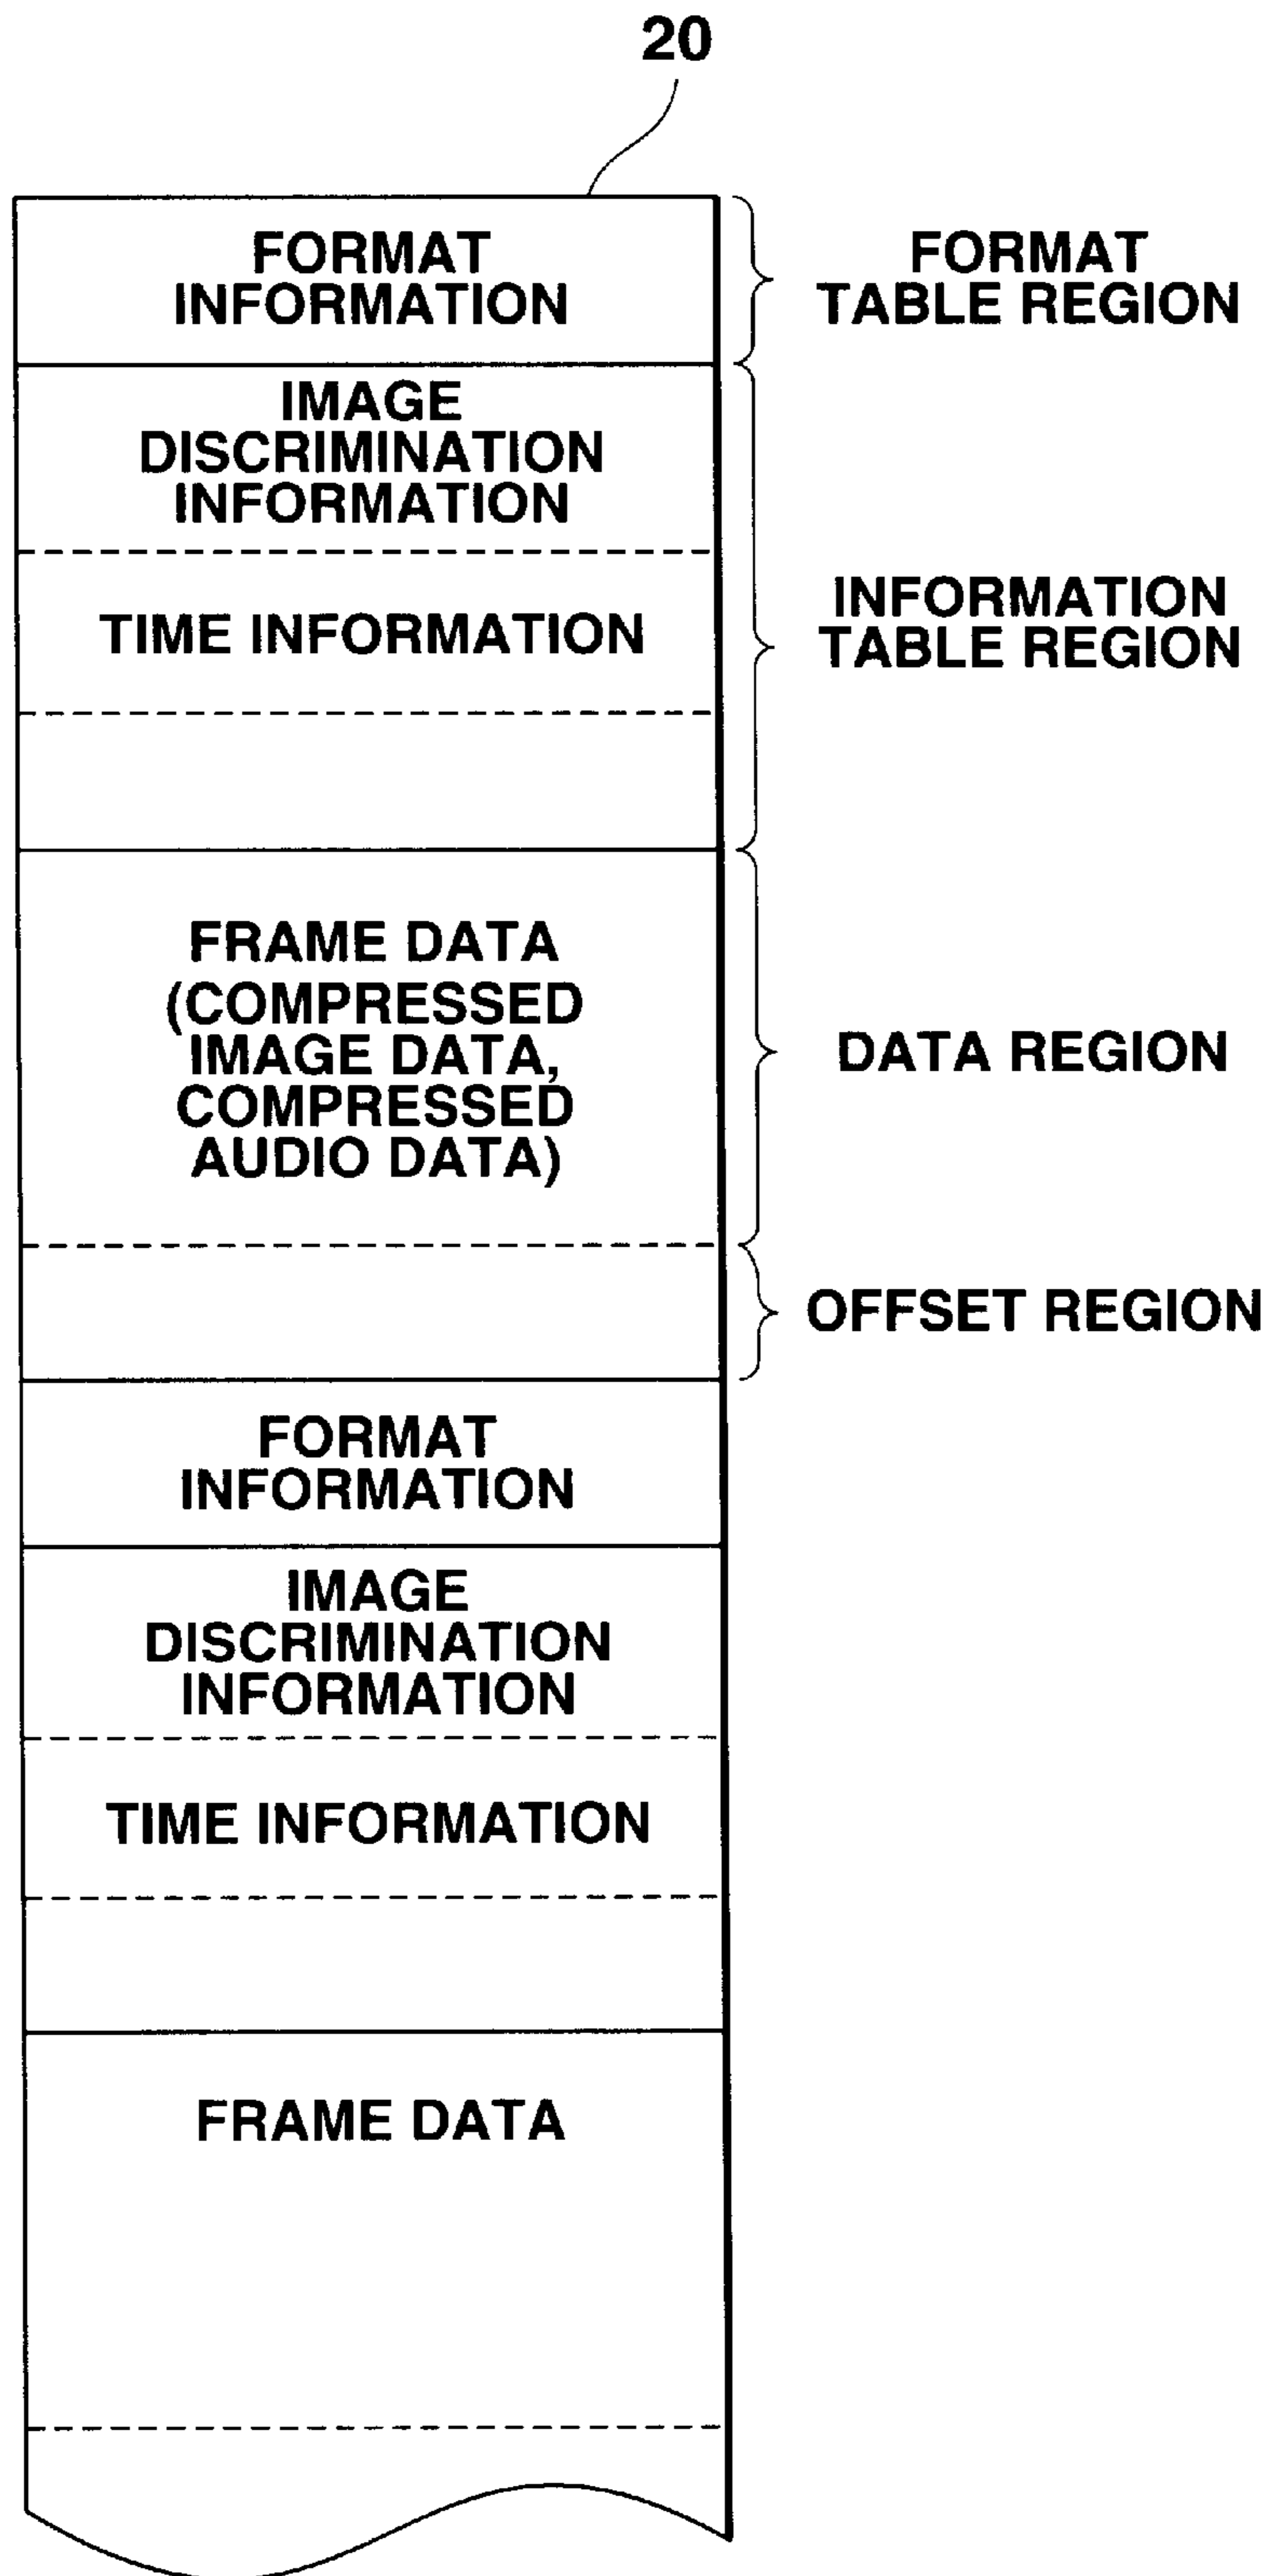 20
FORMAT
INFORMATION
FORMAT
TABLE REGION
IMAGE
DISCRIMINATION
INFORMATION
TIME INFORMATION
INFORMATION
TABLE REGION
FRAME DATA
(COMPRESSED
IMAGE DATA,
COMPRESSED
AUDIO DATA)
DATA REGION
OFFSET REGION
FORMAT
INFORMATION
IMAGE
DISCRIMINATION
INFORMATION
TIME INFORMATION
FRAME DATA